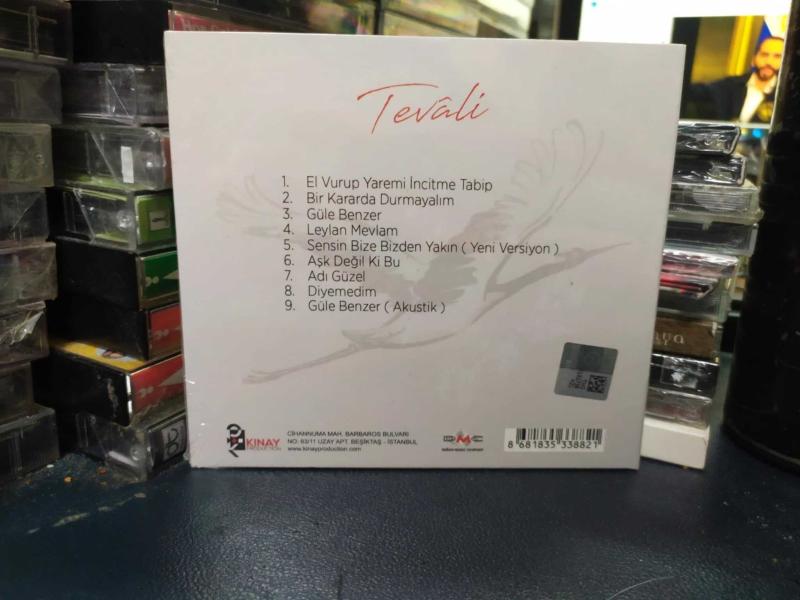 Tevâli
1. El Vurup Yaremi İncitme Tabip
2. Bir Kararda Durmayalım
3. Güle Benzer
4. Leylan Mevlam
5. Sensin Bize Bizden Yakın ( Yeni Versiyon )
6. Aşk Değil Ki Bu
7. Adı Güzel
8. Diyemedim
9. Güle Benzer ( Akustik )
KINAY
PRODUCTION
CİHANNUMA MAH. BARBAROS BULVARI
NO: 63/11 UZAY APT. BEŞİKTAŞ - İSTANBUL
www.kinayproduction.com
8 681835 338821